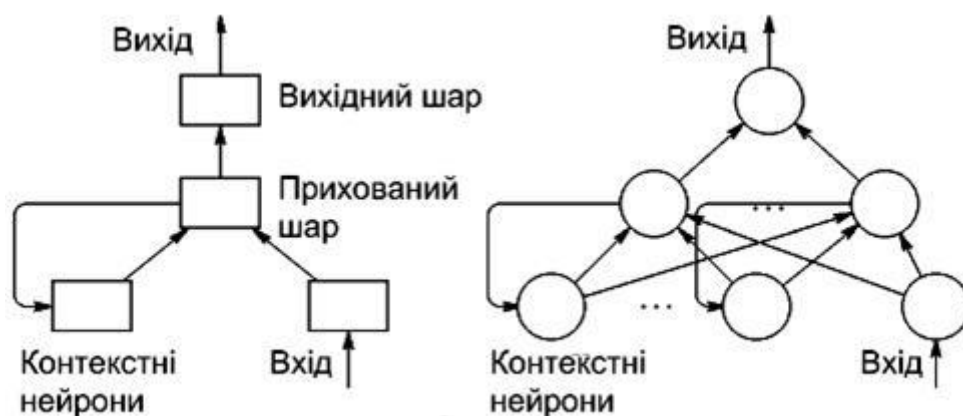 Вихід
Вихідний шар
Прихований
шар
Контекстні
нейрони
Вхід
Вихід
...
...
Контекстні
нейрони
Вхід